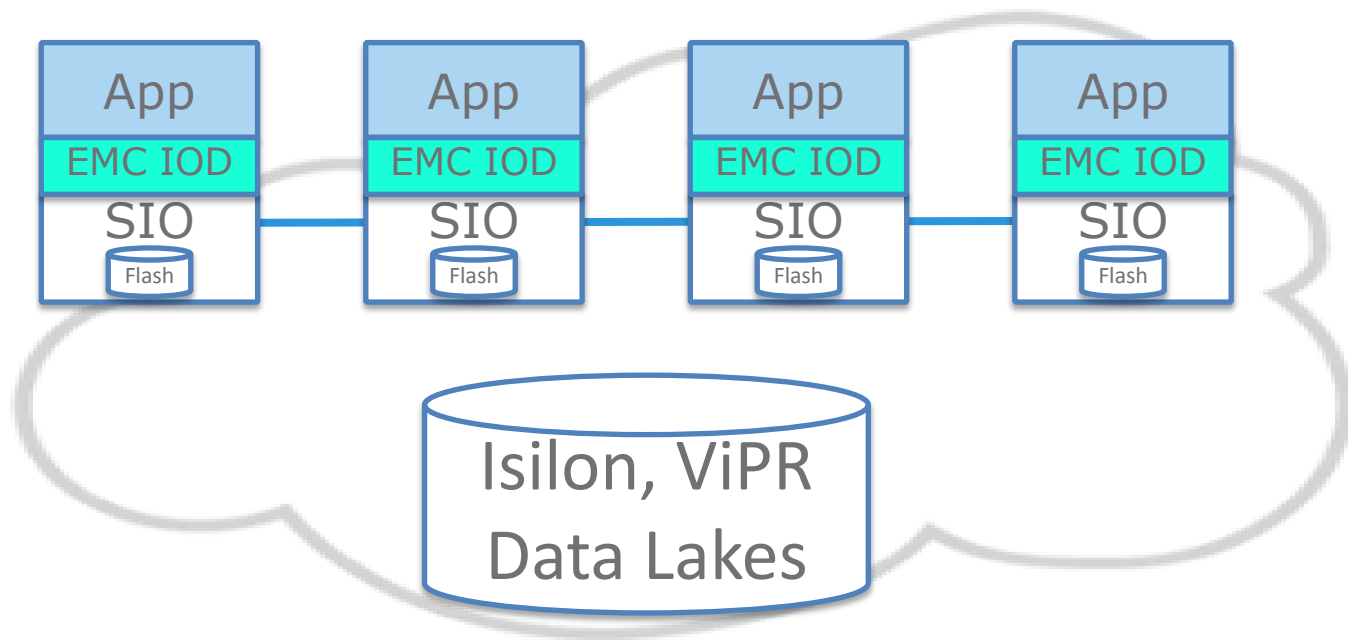 App App App App
EMC IOD EMC IOD EMC IOD EMC IOD
SIO SIO SIO SIO
Flash Flash Flash Flash
Isilon, ViPR
Data Lakes